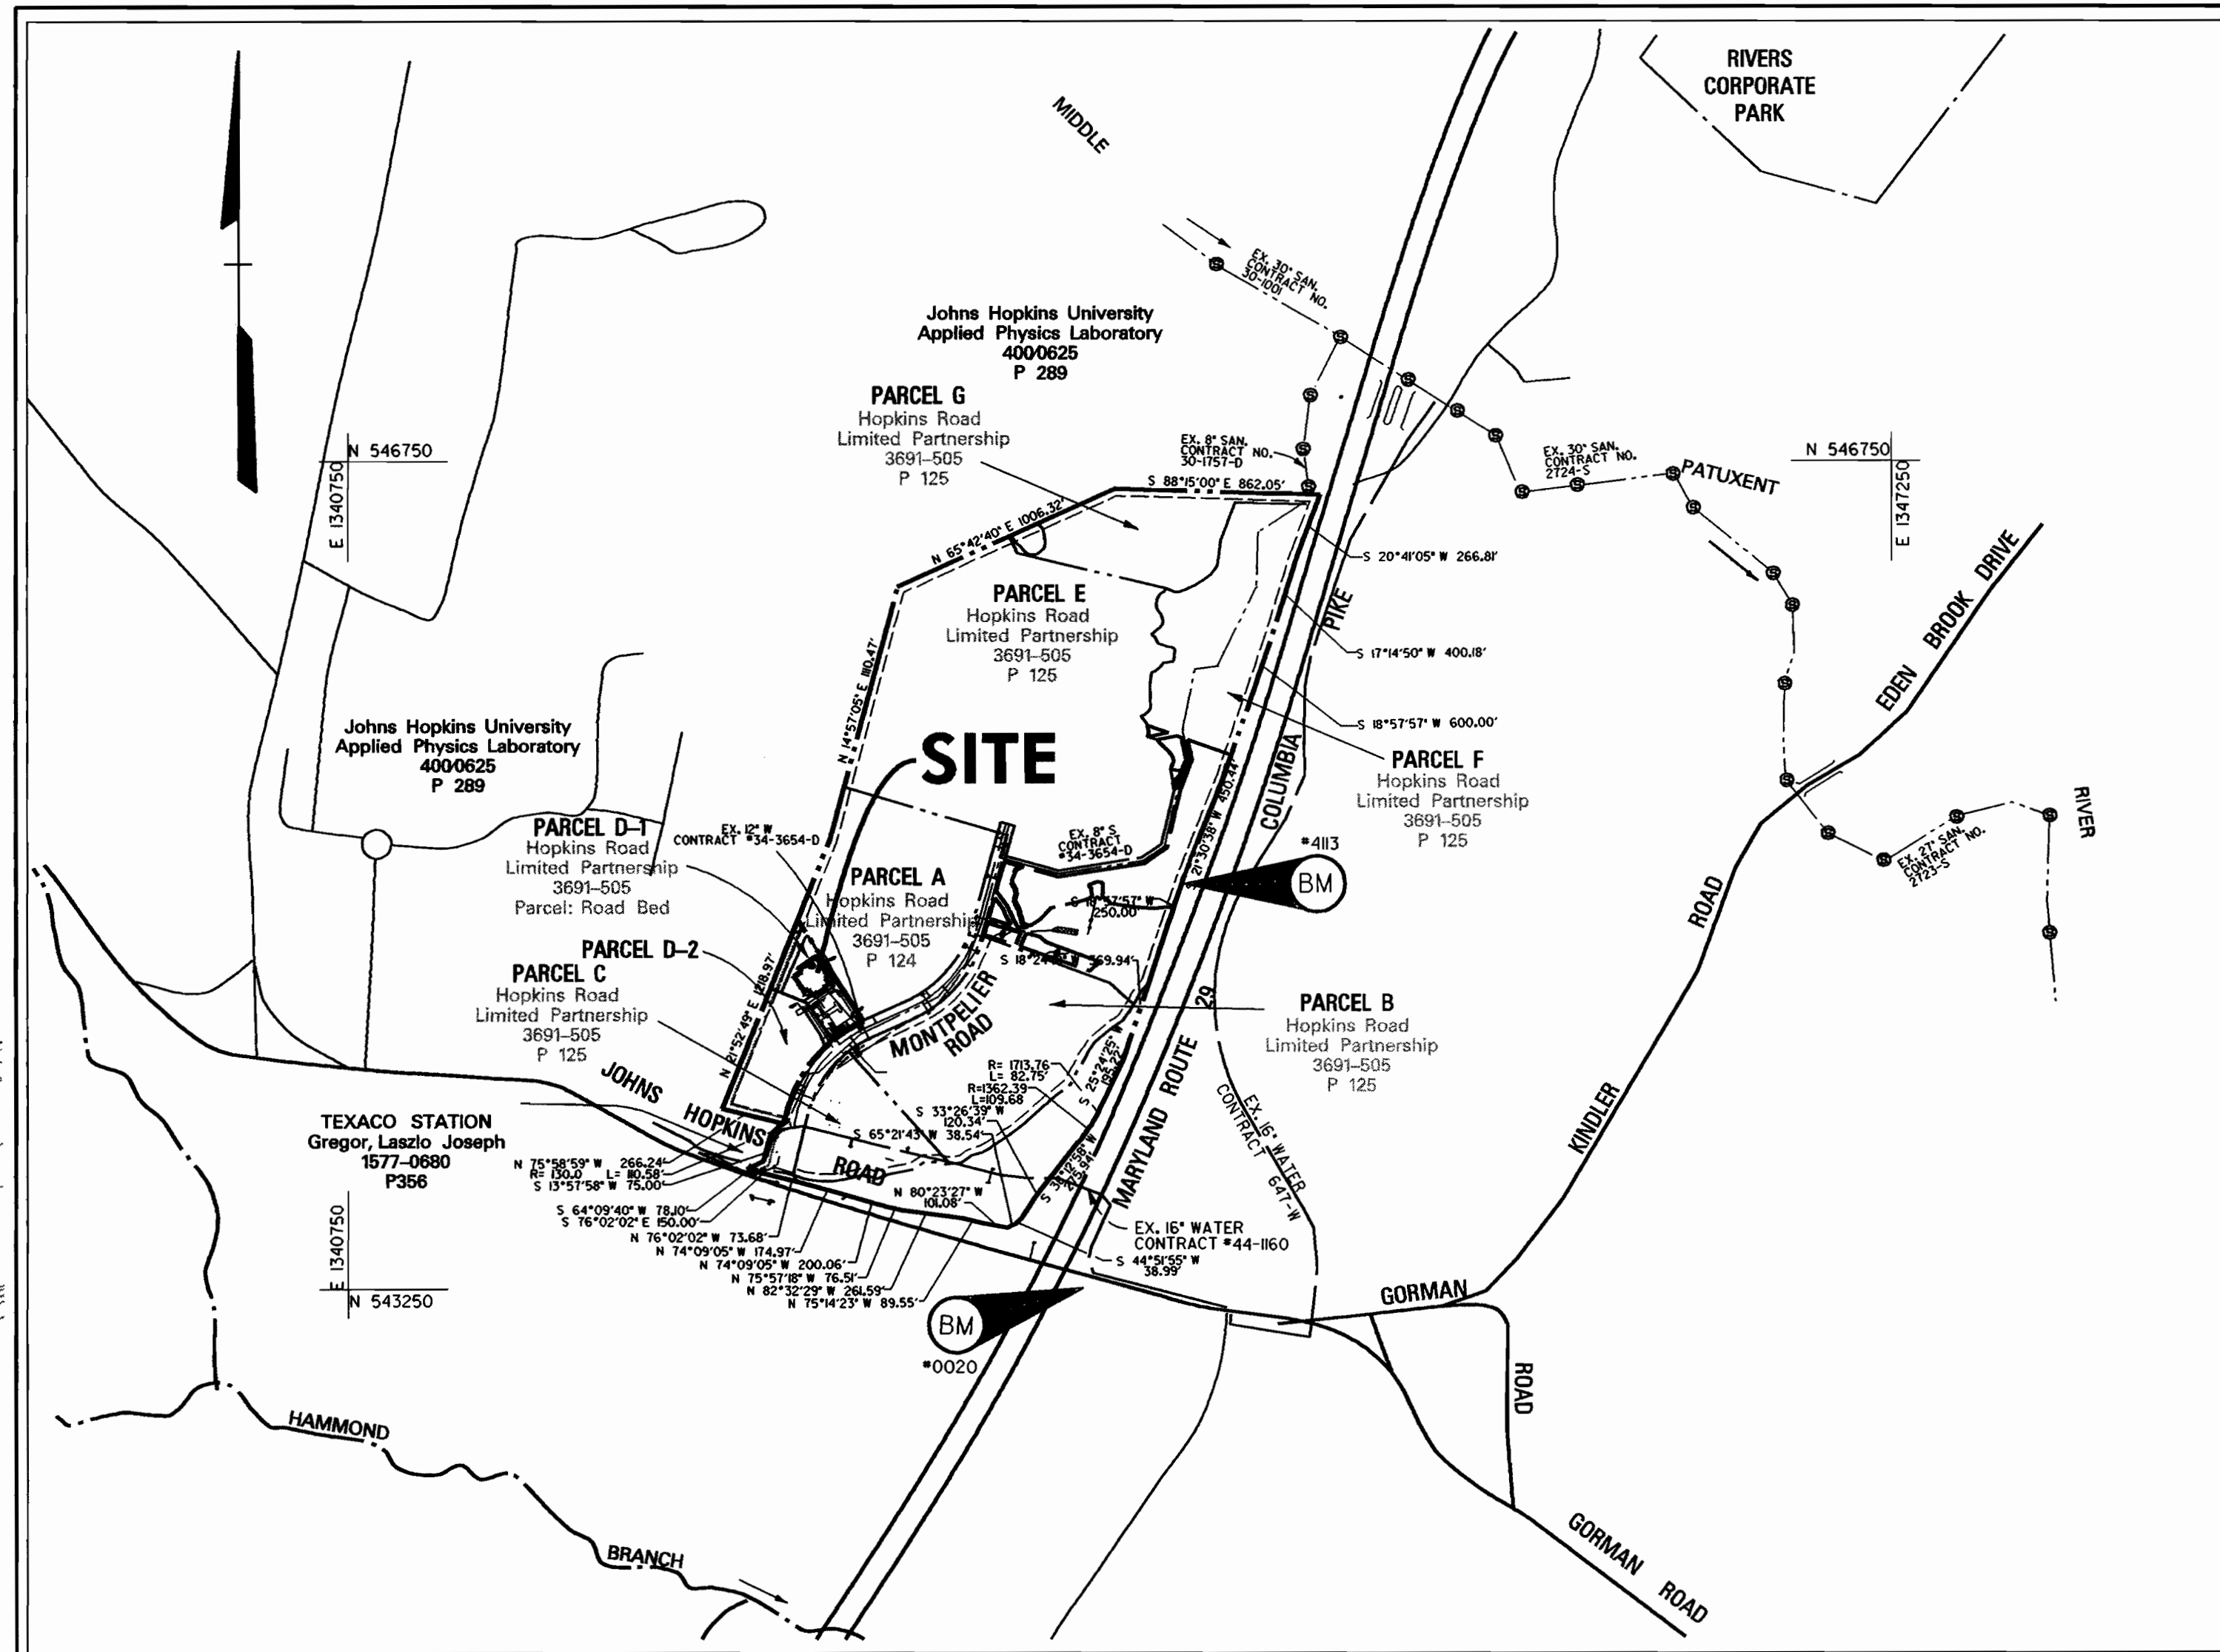 RIVERS
CORPORATE
PARK
MIDDLE
EX. 30" SAN.
CONTRACT NO.
30-1001
Johns Hopkins University
Applied Physics Laboratory
400/0625
P 289
PARCEL G
Hopkins Road
Limited Partnership
3691-505
P 125
EX. 8" SAN.
CONTRACT NO.
30-1757-D
EX. 30" SAN.
CONTRACT NO.
2724-S
PATUXENT
N 546750
E 1340750
N 546750
E 1347250
S 88°15'00" E 862.05'
N 65°42'40" E 1006.32'
S 20°41'05" W 266.81'
PARCEL E
Hopkins Road
Limited Partnership
3691-505
P 125
PIKE
EDEN BROOK DRIVE
S 17°14'50" W 400.18'
N 14°57'05" E 1110.47'
S 18°57'57" W 600.00'
Johns Hopkins University
Applied Physics Laboratory
400/0625
P 289
SITE
COLUMBIA
PARCEL F
Hopkins Road
Limited Partnership
3691-505
P 125
RIVER
S 21°30'38" W 450.44'
PARCEL D-1
Hopkins Road
Limited Partnership
3691-505
Parcel: Road Bed
EX. 12" W
CONTRACT #34-3654-D
EX. 8" S
CONTRACT
#34-3654-D
#4113
BM
EX. 27" SAN.
CONTRACT NO.
2723-S
PARCEL A
Hopkins Road
Limited Partnership
3691-505
P 124
250.00'
ROAD
PARCEL D-2
369.94'
PARCEL C
Hopkins Road
Limited Partnership
3691-505
P 125
N 21°52'49" E 1218.97'
MONTPELIER
ROAD
29
PARCEL B
Hopkins Road
Limited Partnership
3691-505
P 125
JOHNS
HOPKINS
ROAD
R= 1713.76
L= 82.75'
R=1362.39
L=109.68
S 25°24'25" W
195.22'
S 33°26'39" W
120.34'
S 65°21'43" W 38.54'
MARYLAND ROUTE
EX. 16" WATER
CONTRACT 647-W
KINDLER
TEXACO STATION
Gregor, Laszlo Joseph
1577-0680
P356
N 75°58'59" W 266.24'
R= 130.0 L= 110.58'
S 13°57'58" W 75.00'
S 64°09'40" W 78.10'
S 76°02'02" E 150.00'
N 76°02'02" W 73.68'
N 74°09'05" W 174.97'
N 74°09'05" W 200.06'
N 75°57'18" W 76.51'
N 82°32'29" W 261.59'
N 75°14'23" W 89.55'
N 80°23'27" W
101.08'
275.94'
EX. 16" WATER
CONTRACT #44-1160
S 44°51'55" W
38.99'
E 1340750
N 543250
BM
#0020
GORMAN
ROAD
HAMMOND
BRANCH
GORMAN ROAD